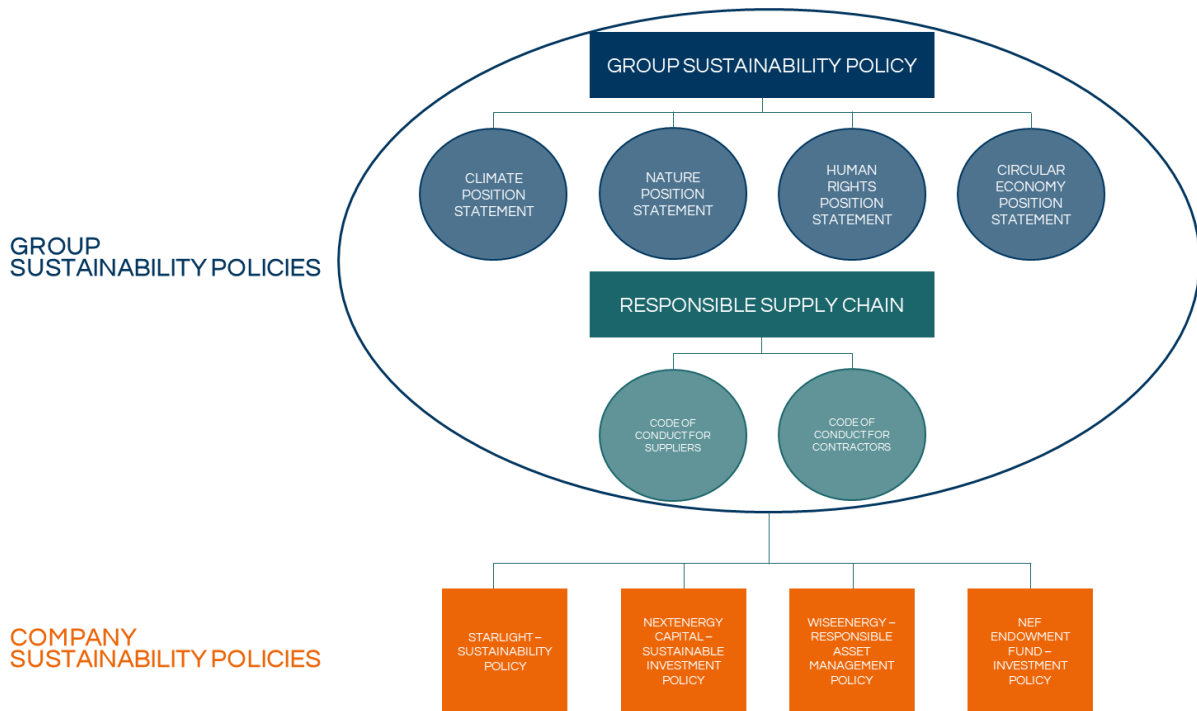 GROUP SUSTAINABILITY POLICY
CLIMATE
POSITION
STATEMENT
NATURE
POSITION
STATEMENT
HUMAN
RIGHTS
POSITION
STATEMENT
CIRCULAR
ECONOMY
POSITION
STATEMENT
GROUP
SUSTAINABILITY POLICIES
RESPONSIBLE SUPPLY CHAIN
CODE OF
CONDUCT FOR
SUPPLIERS
CODE OF
CONDUCT FOR
CONTRACTORS
COMPANY
SUSTAINABILITY POLICIES
STARLIGHT –
SUSTAINABILITY
POLICY
NEXTENERGY
CAPITAL –
SUSTAINABLE
INVESTMENT
POLICY
WISEENERGY –
RESPONSIBLE
ASSET
MANAGEMENT
POLICY
NEF
ENDOWMENT
FUND –
INVESTMENT
POLICY